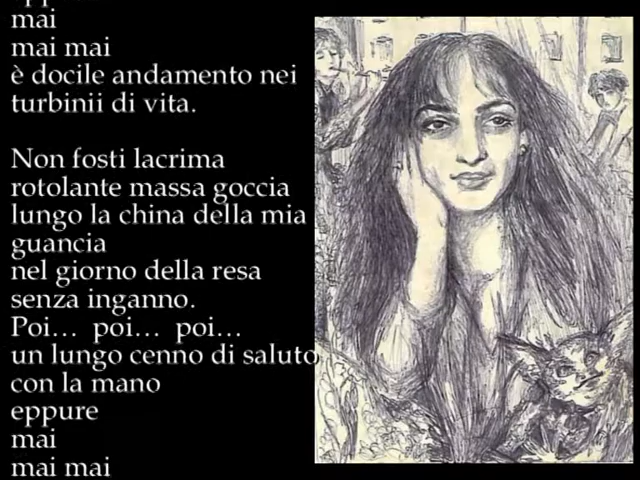 mai
mai mai
è docile andamento nei
turbinii di vita.
Non fosti lacrima
rotolante massa goccia
lungo la china della mia
guancia
nel giorno della resa
senza inganno.
Poi... poi... poi...
un lungo cenno di saluto
con la mano
eppure
mai
mai mai